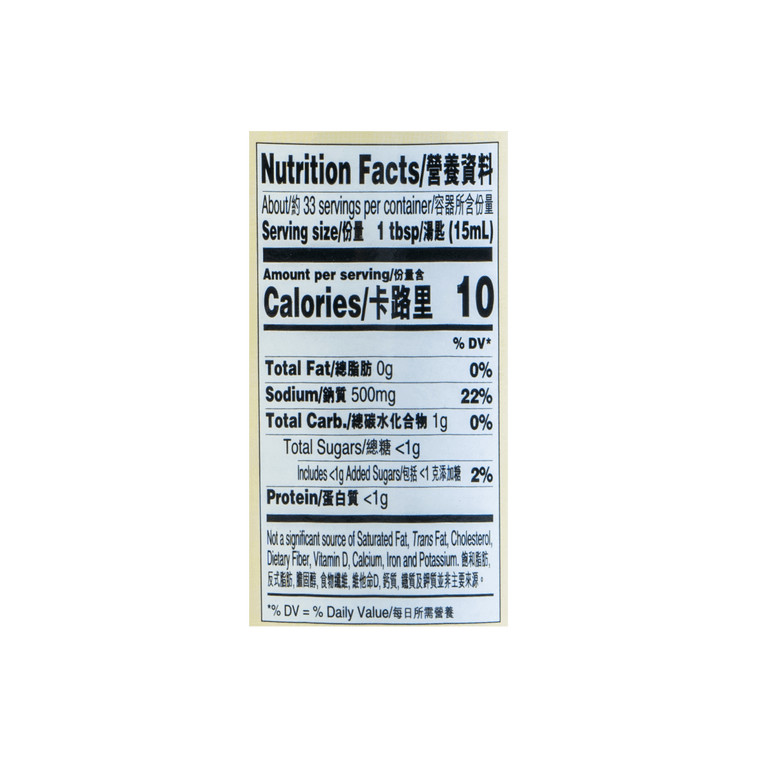 Nutrition Facts/營養資料
About/約 33 servings per container/容器所含份量
Serving size/份量 1 tbsp/湯匙 (15mL)
Amount per serving/份量含
Calories/卡路里 10
% DV*
Total Fat/總脂肪 0g 0%
Sodium/鈉質 500mg 22%
Total Carb./總碳水化合物 1g 0%
Total Sugars/總糖 <1g
Includes <1g Added Sugars/包括 <1 克添加糖 2%
Protein/蛋白質 <1g
Not a significant source of Saturated Fat, Trans Fat, Cholesterol,
Dietary Fiber, Vitamin D, Calcium, Iron and Potassium. 飽和脂肪,
反式脂肪, 膽固醇, 食物纖維, 維他命D, 鈣質, 鐵質及鉀質並非主要來源。
*% DV = % Daily Value/每日所需營養